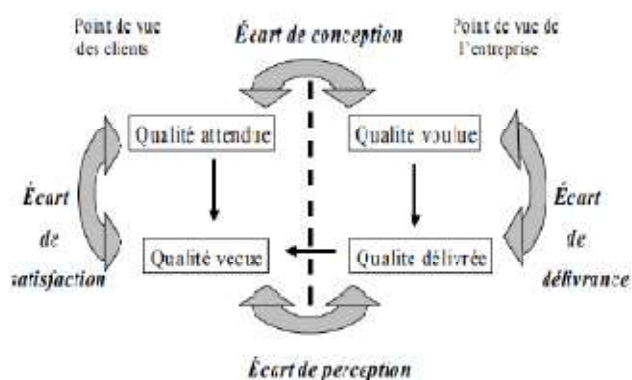 Point de vue
des clients
Écart de conception
Point de vue de
l'entreprise
Qualité attendue
Qualité voulue
Écart
de
satisfaction
Écart
de
délivrance
Qualité vecue
Qualite délivrée
Écart de perception